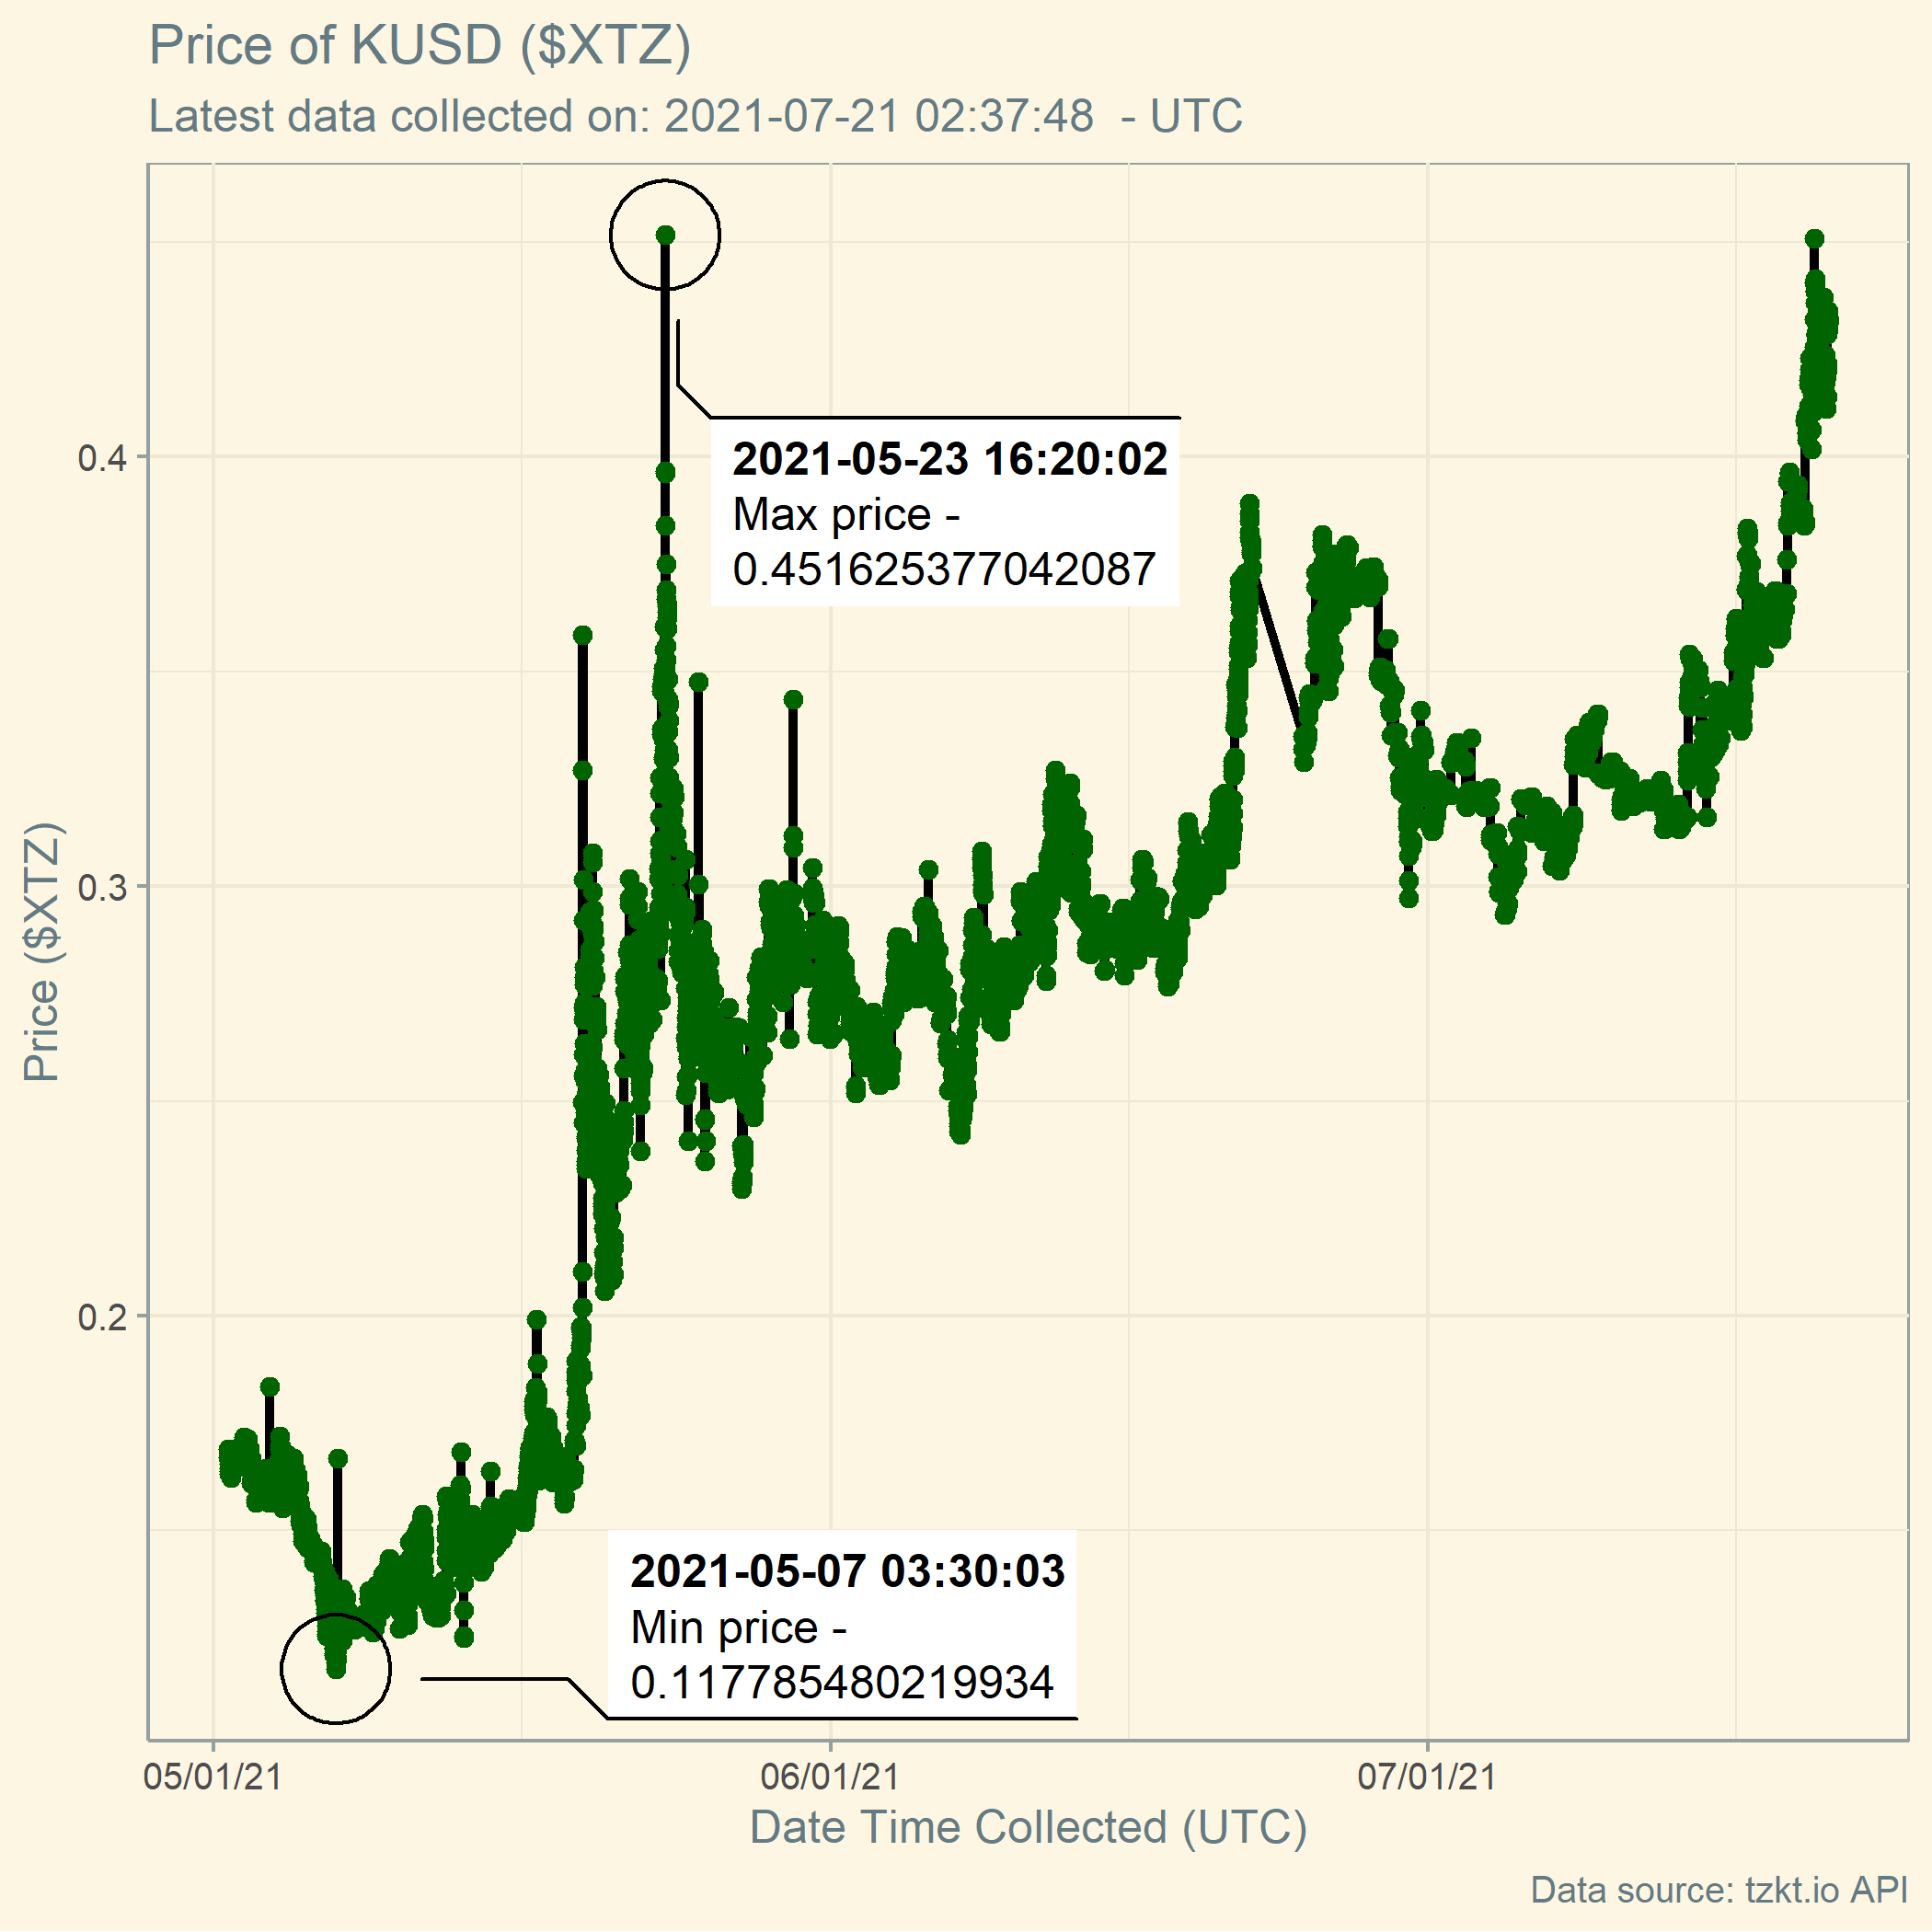 Price of KUSD ($XTZ)
Latest data collected on: 2021-07-21 02:37:48  - UTC
2021-05-23 16:20:02
Max price -
0.451625377042087
0.4
0.3
0.2
Price ($XTZ)
2021-05-07 03:30:03
Min price -
0.117785480219934
05/01/21
06/01/21
07/01/21
Date Time Collected (UTC)
Data source: tzkt.io API